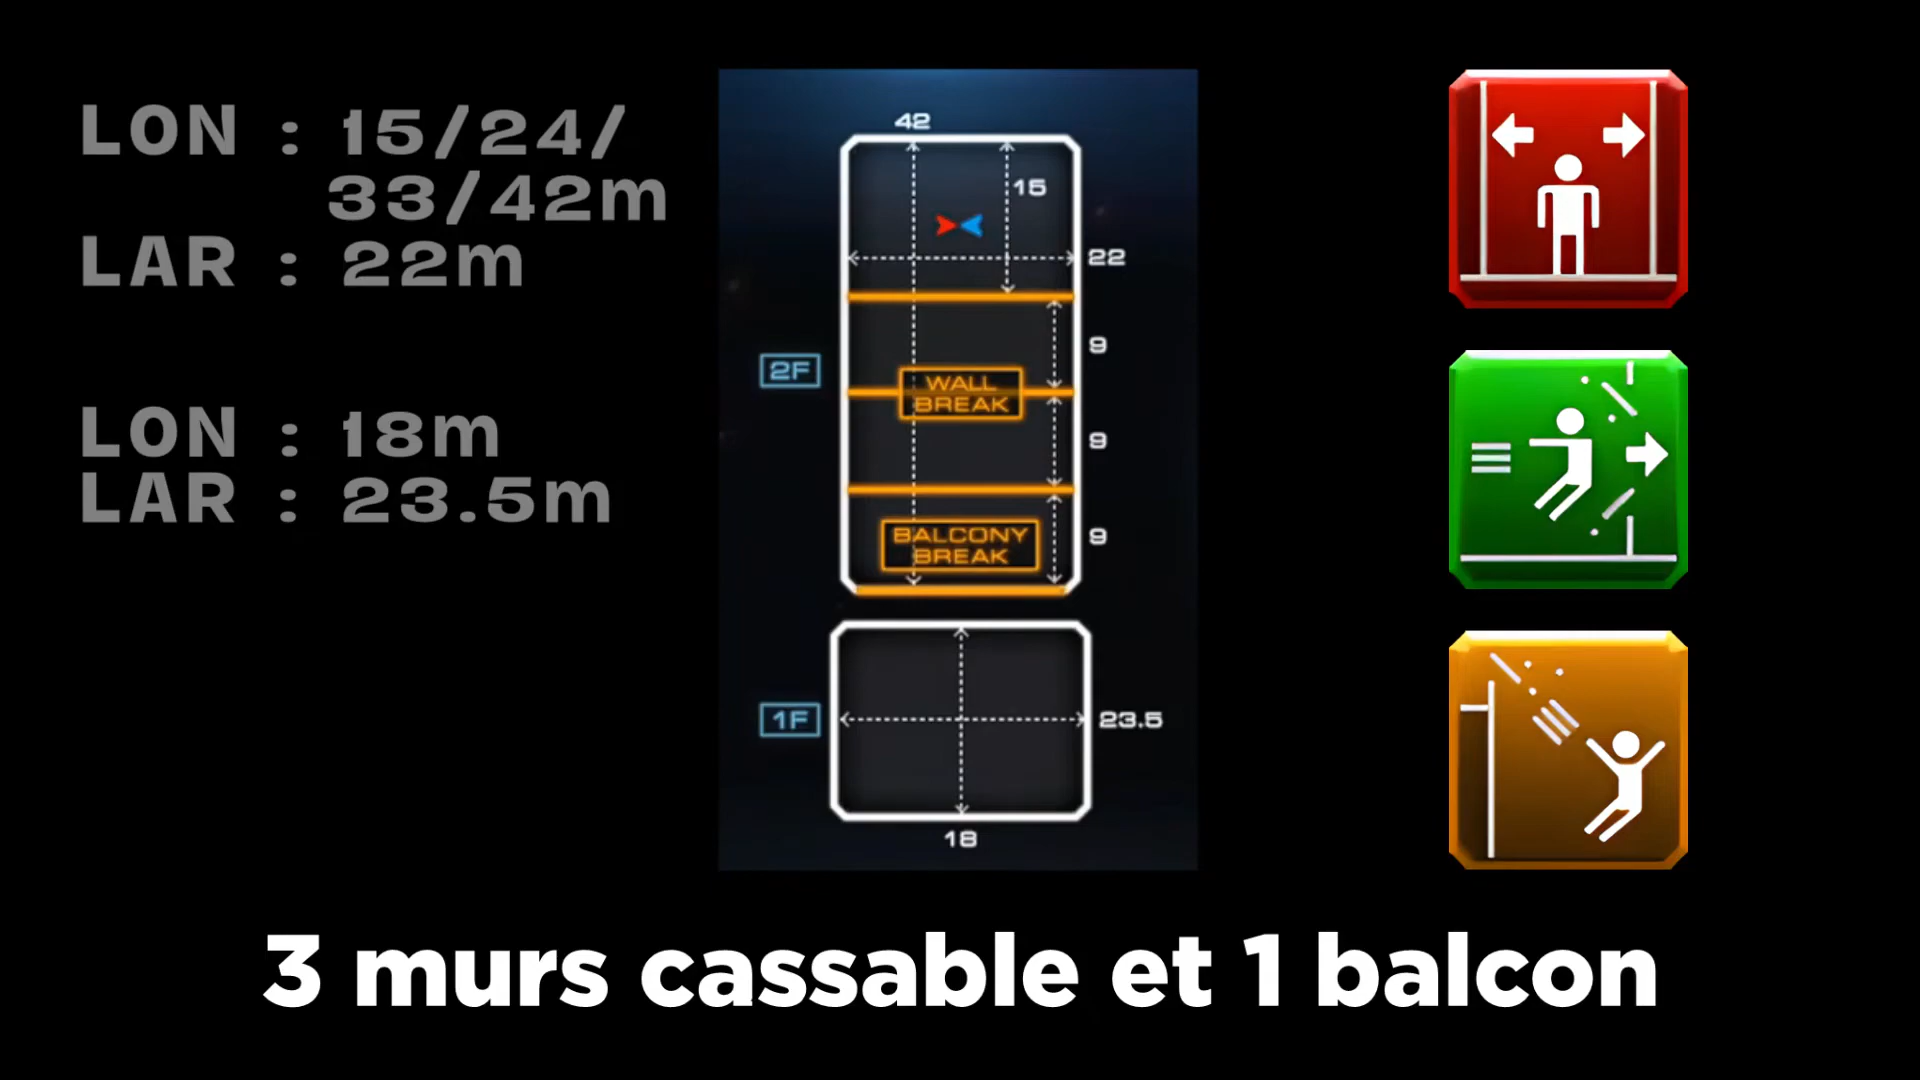 LON : 15/24/
33/42m
LAR : 22m
LON : 18m
LAR : 23.5m
42
15
22
9
2F
WALL
BREAK
9
BALCONY
BREAK
9
1F
23.5
18
3 murs cassable et 1 balcon